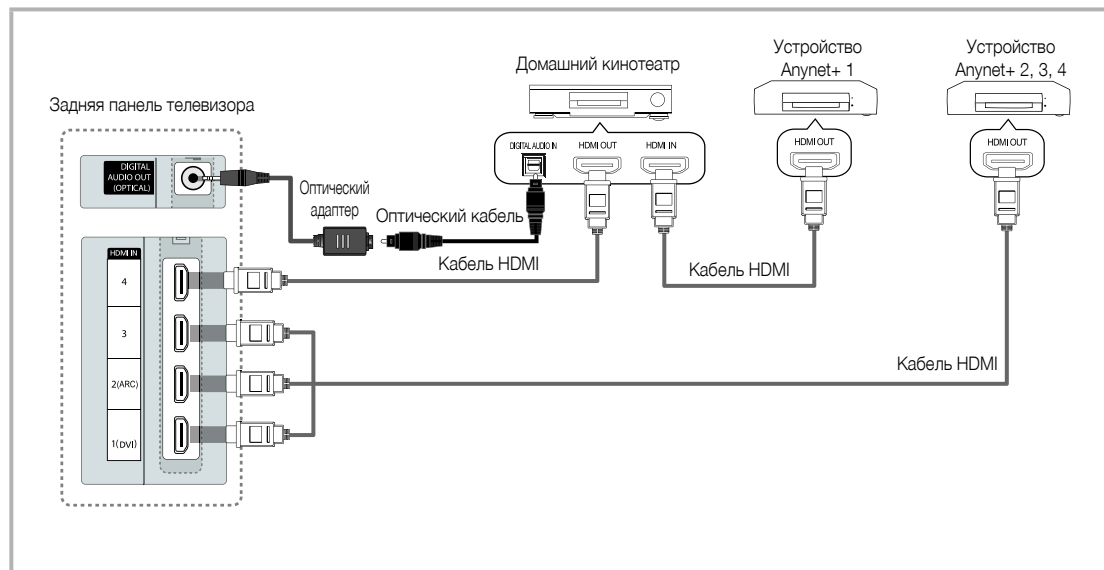 Устройство
Anynet+ 1
Устройство
Anynet+ 2, 3, 4
Домашний кинотеатр
Задняя панель телевизора
DIGITAL AUDIO IN
HDMI OUT
HDMI IN
HDMI OUT
HDMI OUT
DIGITAL
AUDIO OUT
(OPTICAL)
Оптический
адаптер
Оптический кабель
Кабель HDMI
Кабель HDMI
Кабель HDMI
HDMI IN
4
3
2(ARC)
1(DVI)